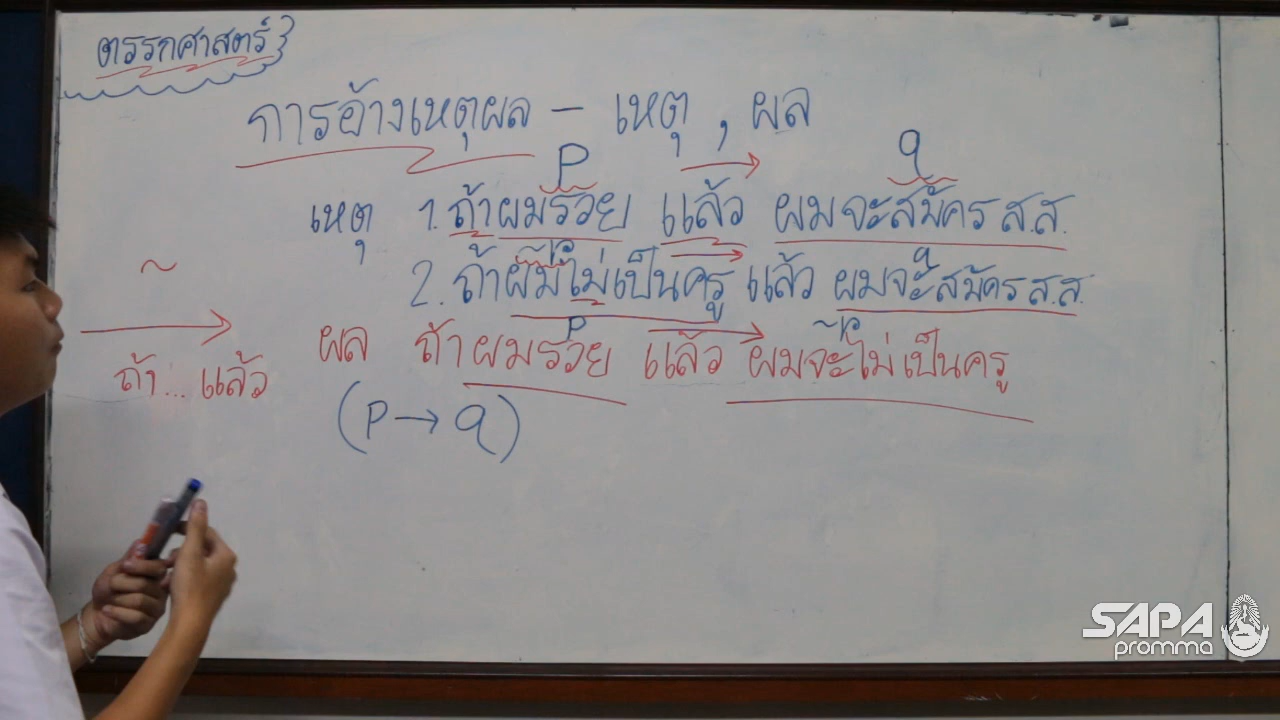 ตรรกศาสตร์
การอ้างเหตุผล - เหตุ , ผล
p q
เหตุ 1. ถ้าผมรวย แล้ว ผมจะสมัคร ส.ส.
q
2. ถ้าผมไม่เป็นครู แล้ว ผมจะสมัคร ส.ส.
~
p ~r
ผล ถ้าผมรวย แล้ว ผมจะไม่เป็นครู
→
ถ้า... แล้ว
(p → q)
SAPA
promma